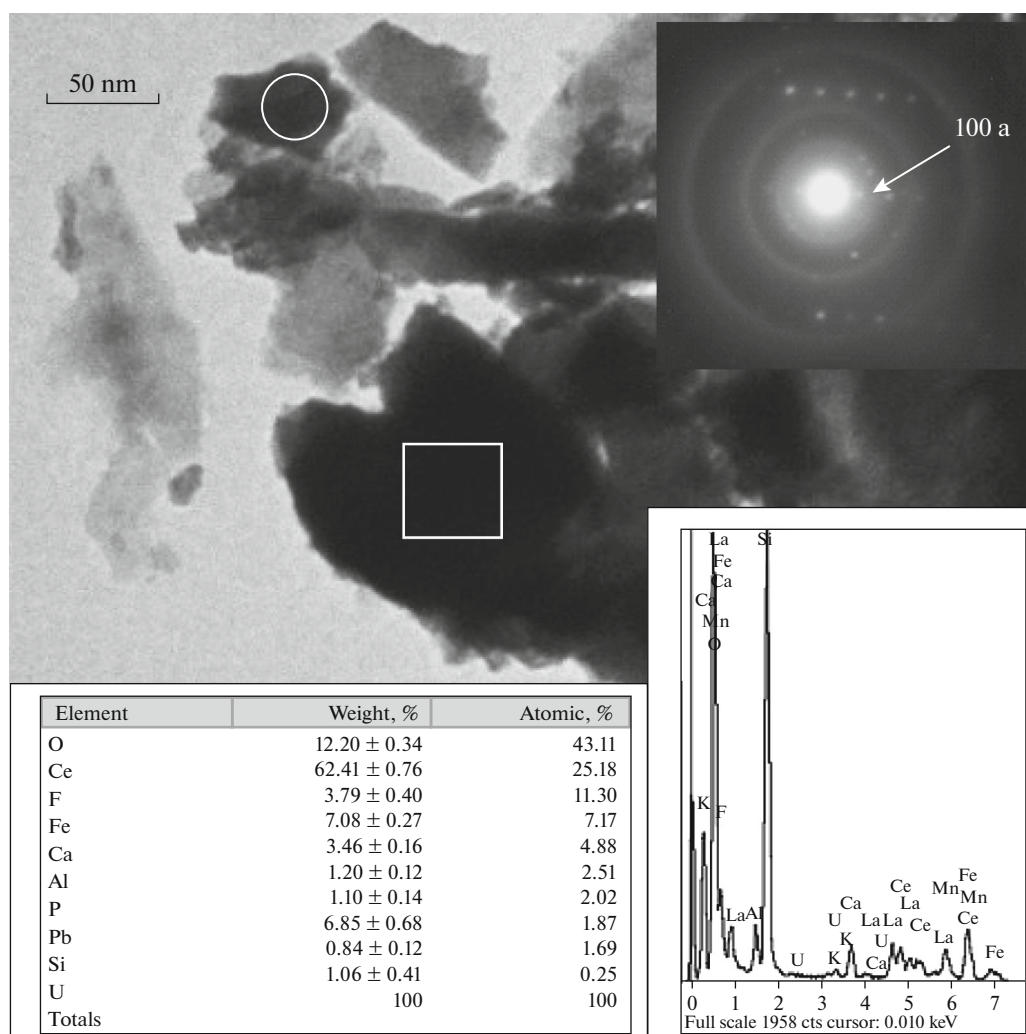 50 nm
100 a
Element Weight, % Atomic, %
O 12.20 ± 0.34 43.11
Ce 62.41 ± 0.76 25.18
F 3.79 ± 0.40 11.30
Fe 7.08 ± 0.27 7.17
Ca 3.46 ± 0.16 4.88
Al 1.20 ± 0.12 2.51
P 1.10 ± 0.14 2.02
Pb 6.85 ± 0.68 1.87
Si 0.84 ± 0.12 1.69
U 1.06 ± 0.41 0.25
Totals 100 100
La Si
Fe
Ca
Ca
Mn
O
K F
La Al
U
U Ca
K K
La La Ce La
U Ca Ce
Mn Fe
Mn
La Ce
Fe
0 1 2 3 4 5 6 7
Full scale 1958 cts cursor: 0.010 keV